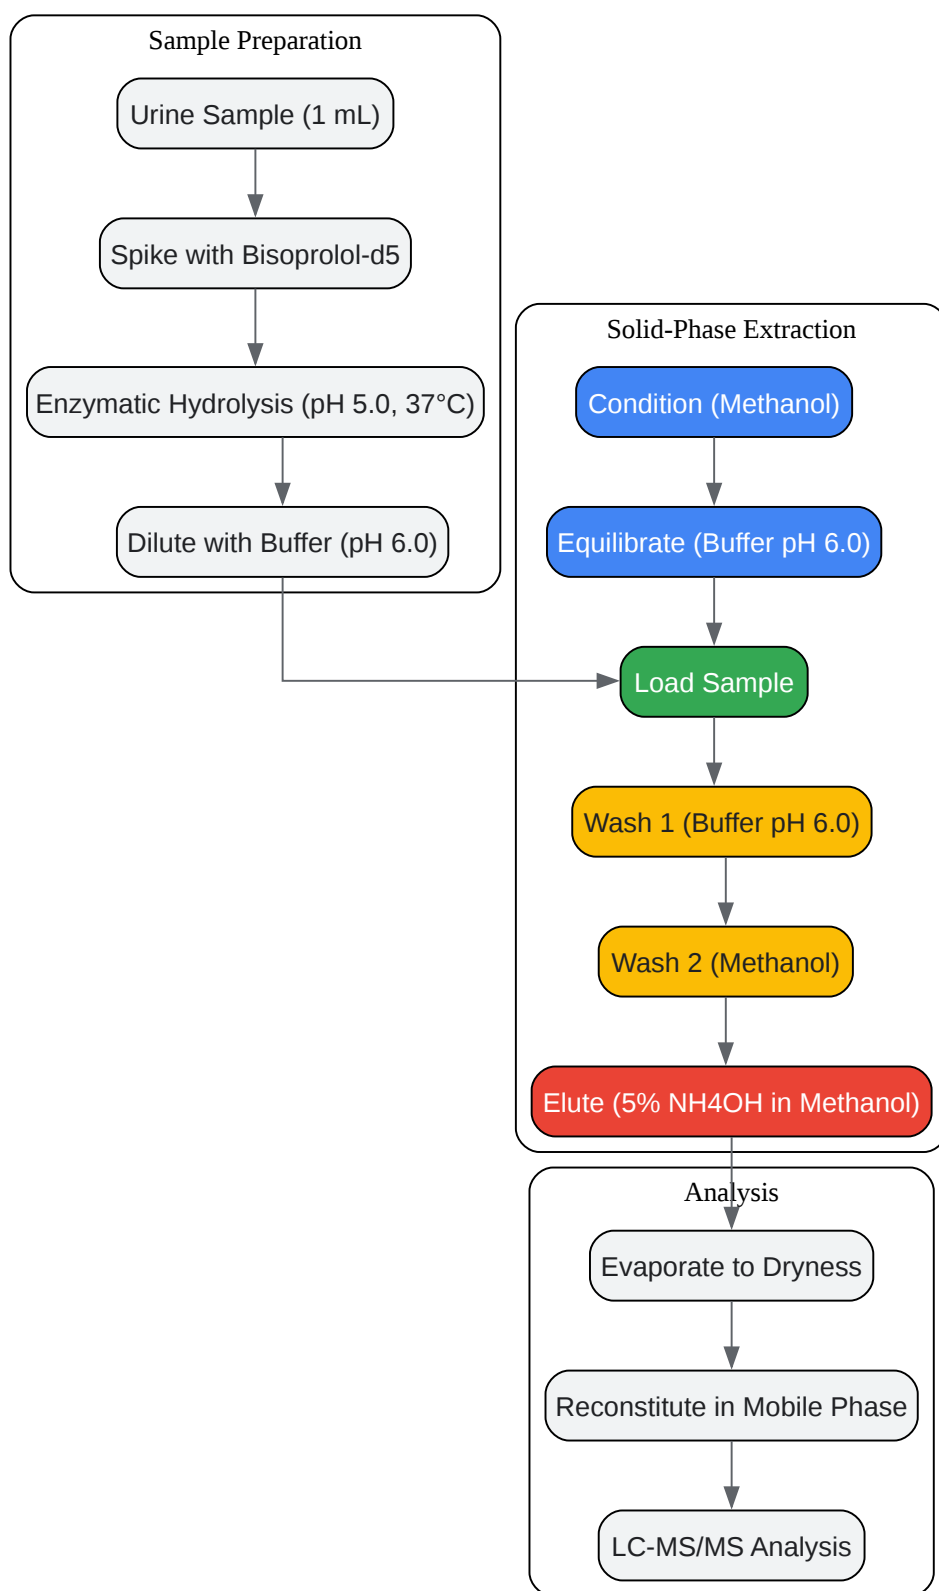 Sample Preparation
Urine Sample (1 mL)
Spike with Bisoprolol-d5
Enzymatic Hydrolysis (pH 5.0, 37°C)
Dilute with Buffer (pH 6.0)
Solid-Phase Extraction
Condition (Methanol)
Equilibrate (Buffer pH 6.0)
Load Sample
Wash 1 (Buffer pH 6.0)
Wash 2 (Methanol)
Elute (5% NH4OH in Methanol)
Analysis
Evaporate to Dryness
Reconstitute in Mobile Phase
LC-MS/MS Analysis